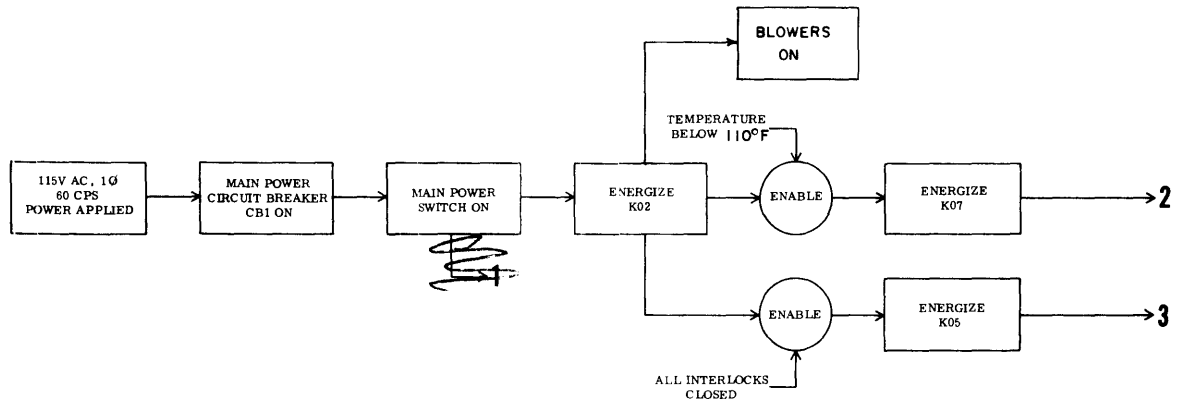 BLOWERS
ON
TEMPERATURE
BELOW 110°F
115V AC, 1Ø
60 CPS
POWER APPLIED
MAIN POWER
CIRCUIT BREAKER
CB1 ON
MAIN POWER
SWITCH ON
ENERGIZE
K02
ENABLE
ENERGIZE
K07
2
1
ENABLE
ENERGIZE
K05
3
ALL INTERLOCKS
CLOSED